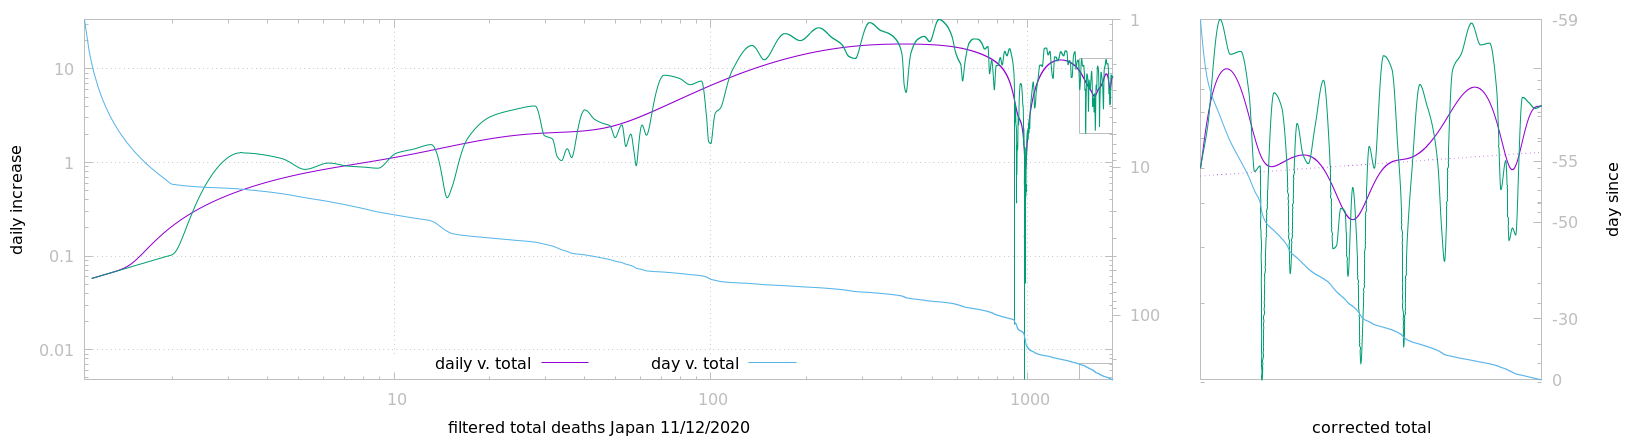 daily increase
10
1
0.1
0.01
10
100
1000
1
10
100
daily v. total
day v. total
filtered total deaths Japan 11/12/2020
-59
-55
-50
-30
0
day since
corrected total